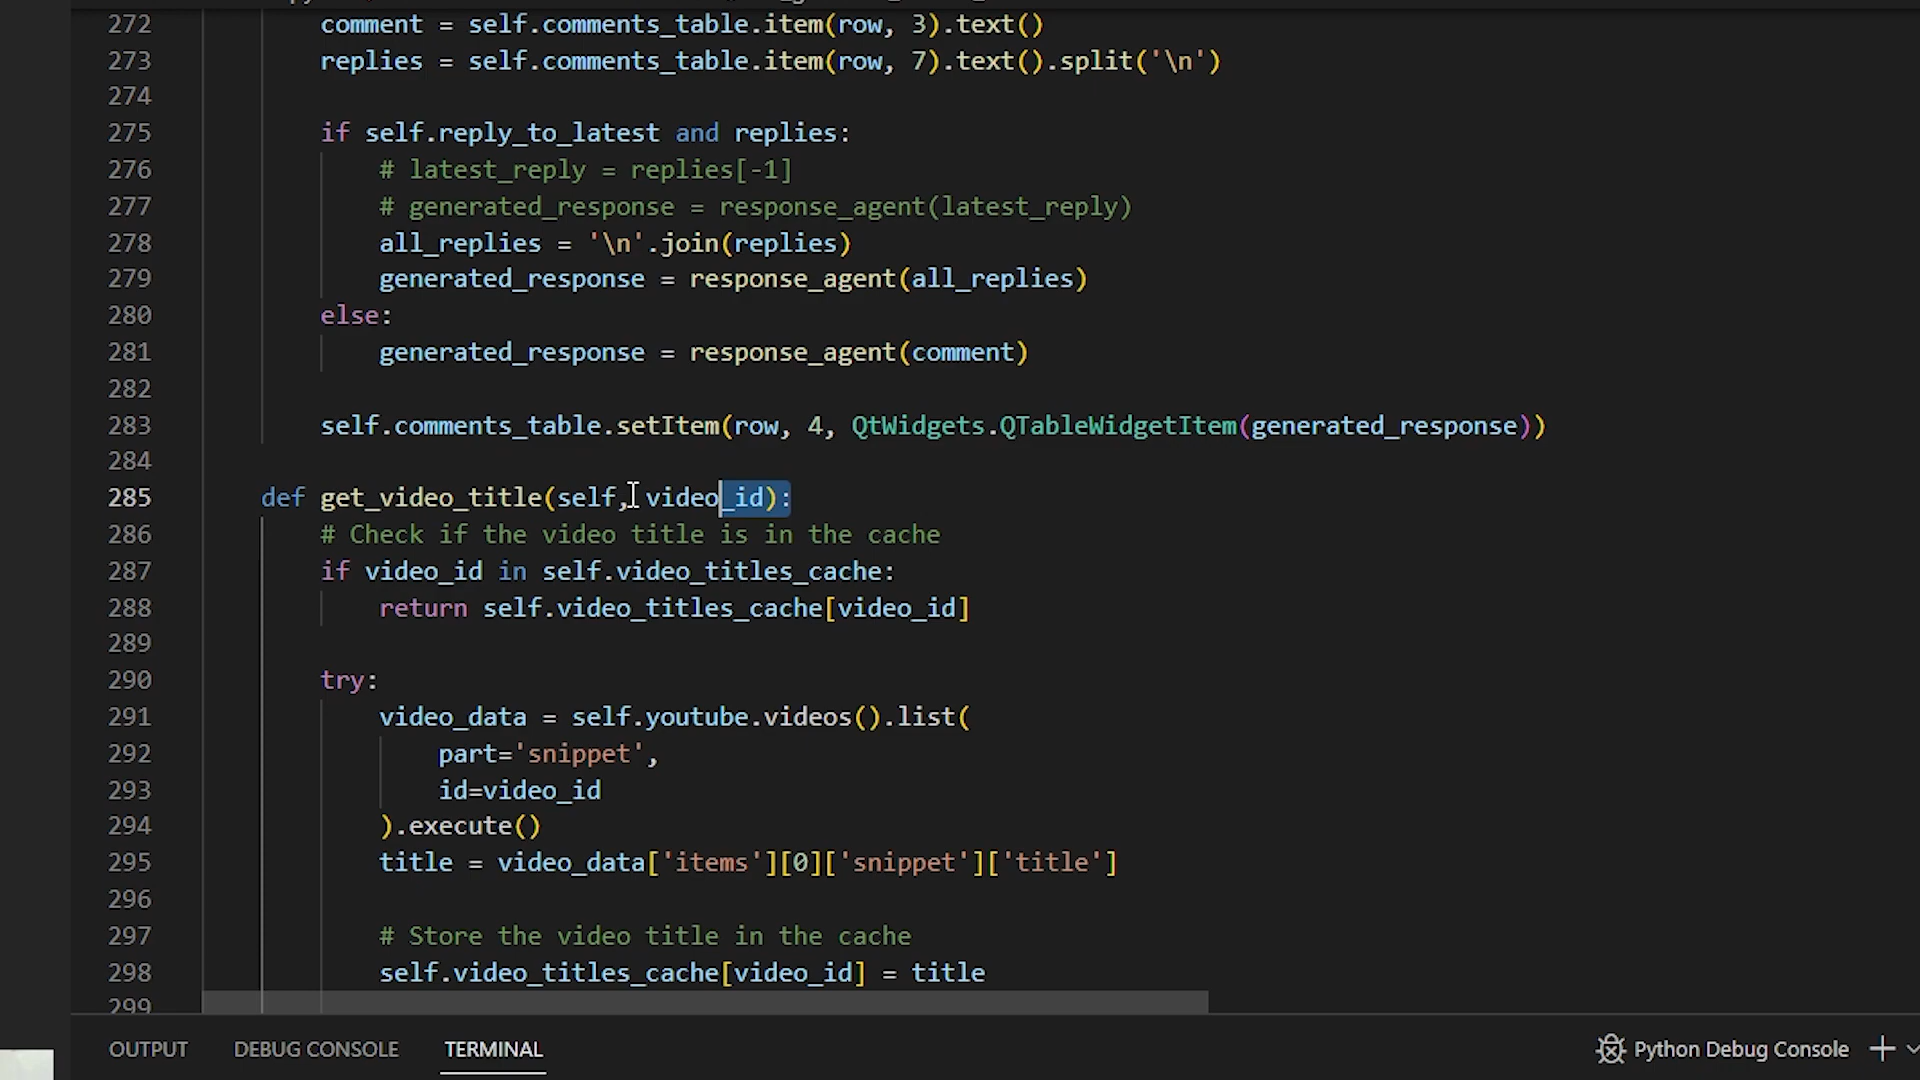 272 comment = self.comments_table.item(row, 3).text()
273 replies = self.comments_table.item(row, 7).text().split('\n')
274
275 if self.reply_to_latest and replies:
276 # latest_reply = replies[-1]
277 # generated_response = response_agent(latest_reply)
278 all_replies = '\n'.join(replies)
279 generated_response = response_agent(all_replies)
280 else:
281 generated_response = response_agent(comment)
282
283 self.comments_table.setItem(row, 4, QtWidgets.QTableWidgetItem(generated_response))
284
285 def get_video_title(self, video_id):
286 # Check if the video title is in the cache
287 if video_id in self.video_titles_cache:
288 return self.video_titles_cache[video_id]
289
290 try:
291 video_data = self.youtube.videos().list(
292 part='snippet',
293 id=video_id
294 ).execute()
295 title = video_data['items'][0]['snippet']['title']
296
297 # Store the video title in the cache
298 self.video_titles_cache[video_id] = title
299
OUTPUT DEBUG CONSOLE TERMINAL Python Debug Console